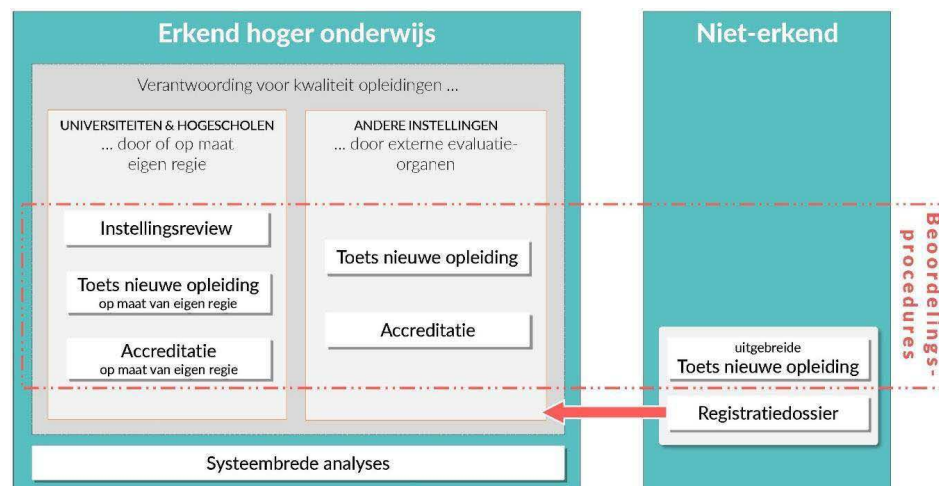 Erkend hoger onderwijs
Verantwoording voor kwaliteit opleidingen ...
UNIVERSITEITEN & HOGESCHOLEN
... door of op maat
eigen regie
Instellingsreview
Toets nieuwe opleiding
op maat van eigen regie
Accreditatie
op maat van eigen regie
ANDERE INSTELLINGEN
... door externe evaluatie-
organen
Toets nieuwe opleiding
Accreditatie
Systeembrede analyses
Niet-erkend
uitgebreide
Toets nieuwe opleiding
Registratiedossier
Beoordelings-
procedures